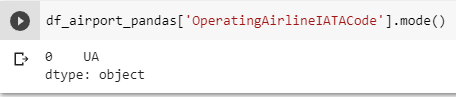 df_airport_pandas['OperatingAirlineIATACode'].mode()
0    UA
dtype: object